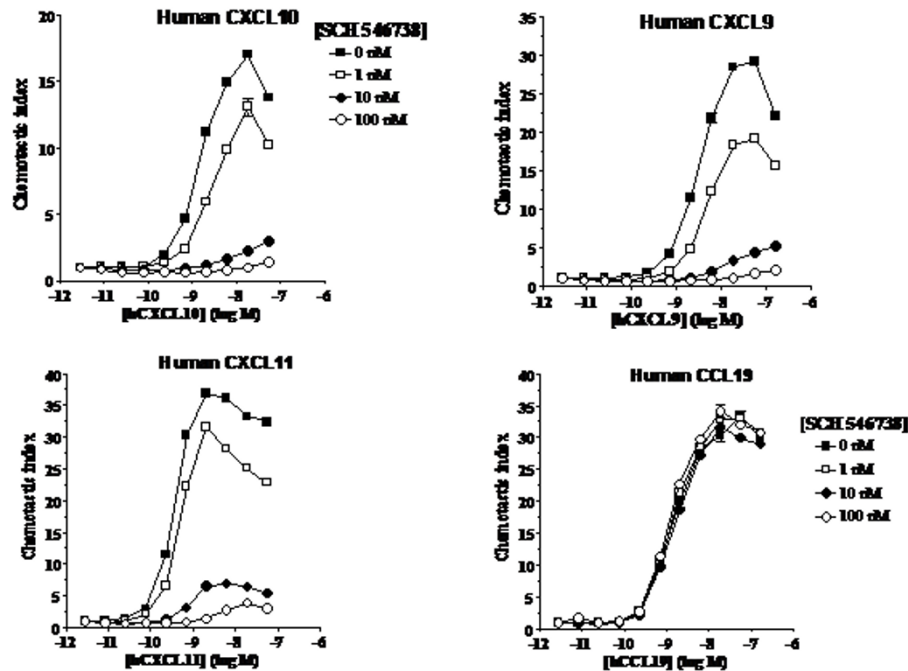 Human CXCL10
[SCH 546738]
0 nM
1 nM
10 nM
100 nM
Chemotactic index
20
15
10
5
0
-12 -11 -10 -9 -8 -7 -6
[hCXCL10] (log M)
Human CXCL9
Chemotactic index
35
30
25
20
15
10
5
0
-12 -11 -10 -9 -8 -7 -6
[hCXCL9] (log M)
Human CXCL11
Chemotactic index
40
35
30
25
20
15
10
5
0
-12 -11 -10 -9 -8 -7 -6
[hCXCL11] (log M)
Human CCL19
[SCH 546738]
0 nM
1 nM
10 nM
100 nM
Chemotactic index
40
35
30
25
20
15
10
5
0
-12 -11 -10 -9 -8 -7 -6
[hCCL19] (log M)